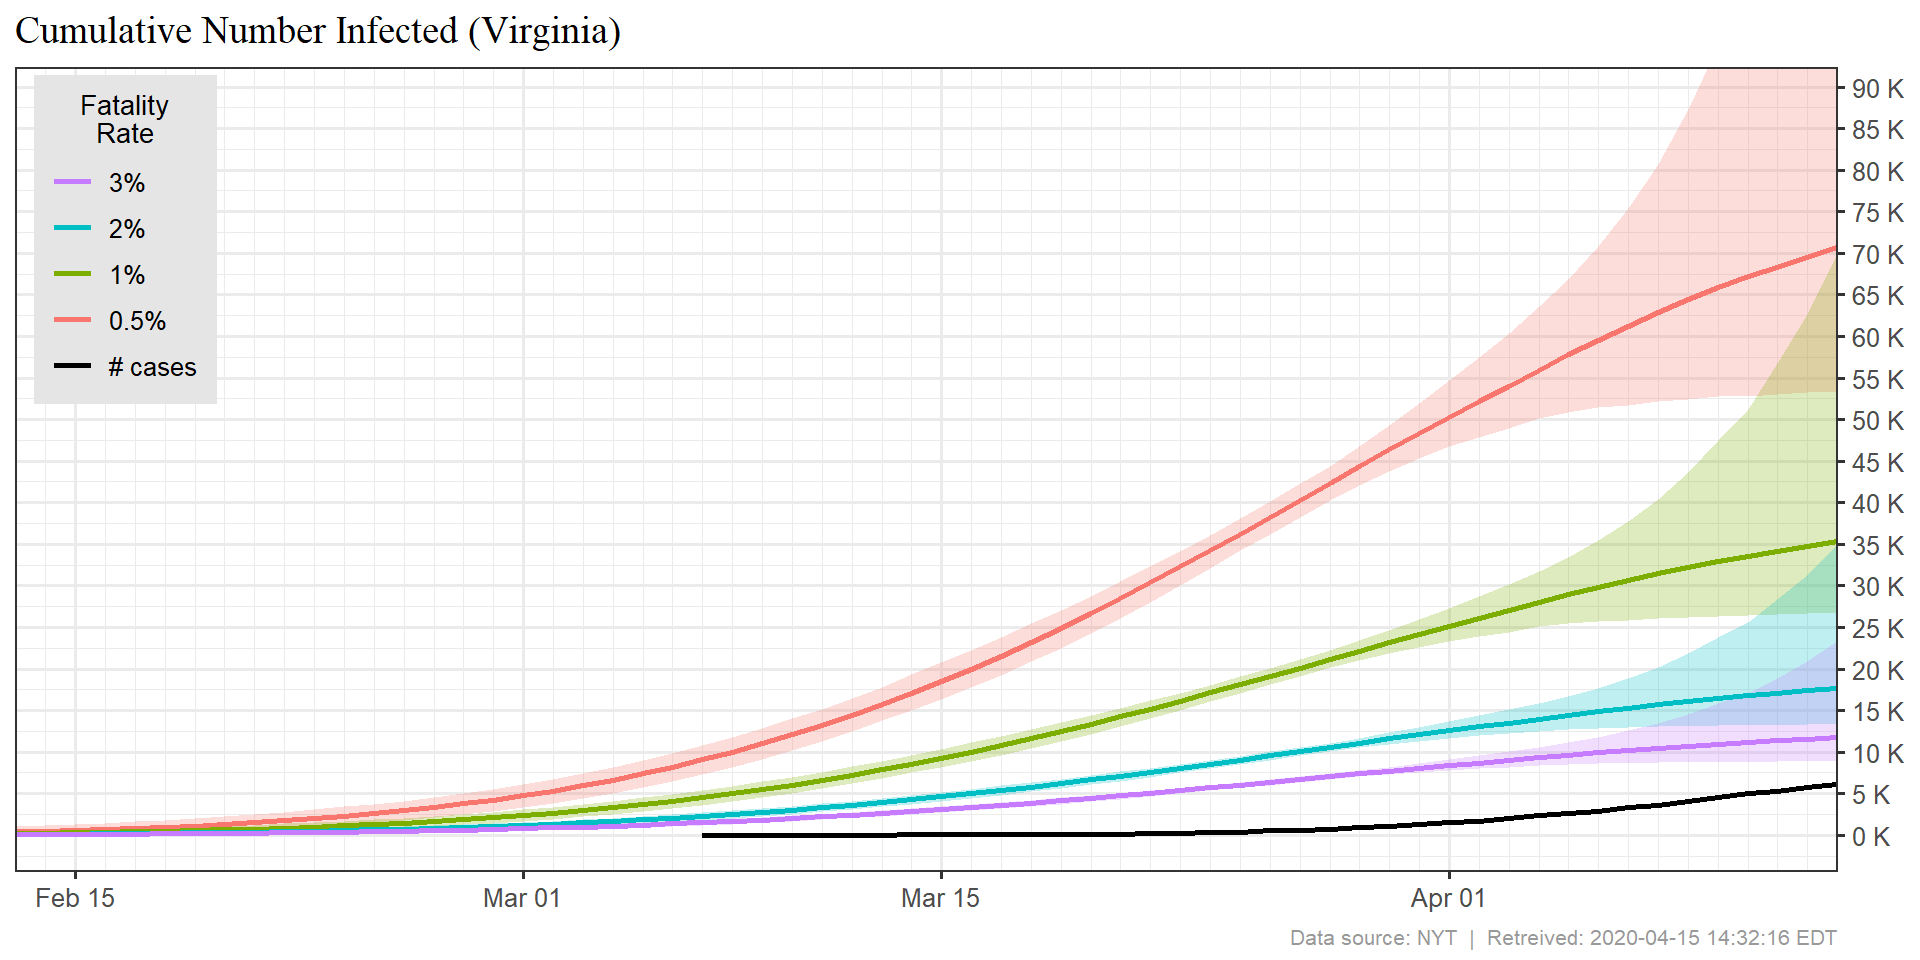 Cumulative Number Infected (Virginia)
Fatality
Rate
3%
2%
1%
0.5%
# cases
90 K
85 K
80 K
75 K
70 K
65 K
60 K
55 K
50 K
45 K
40 K
35 K
30 K
25 K
20 K
15 K
10 K
5 K
0 K
Feb 15
Mar 01
Mar 15
Apr 01
Data source: NYT | Retreived: 2020-04-15 14:32:16 EDT